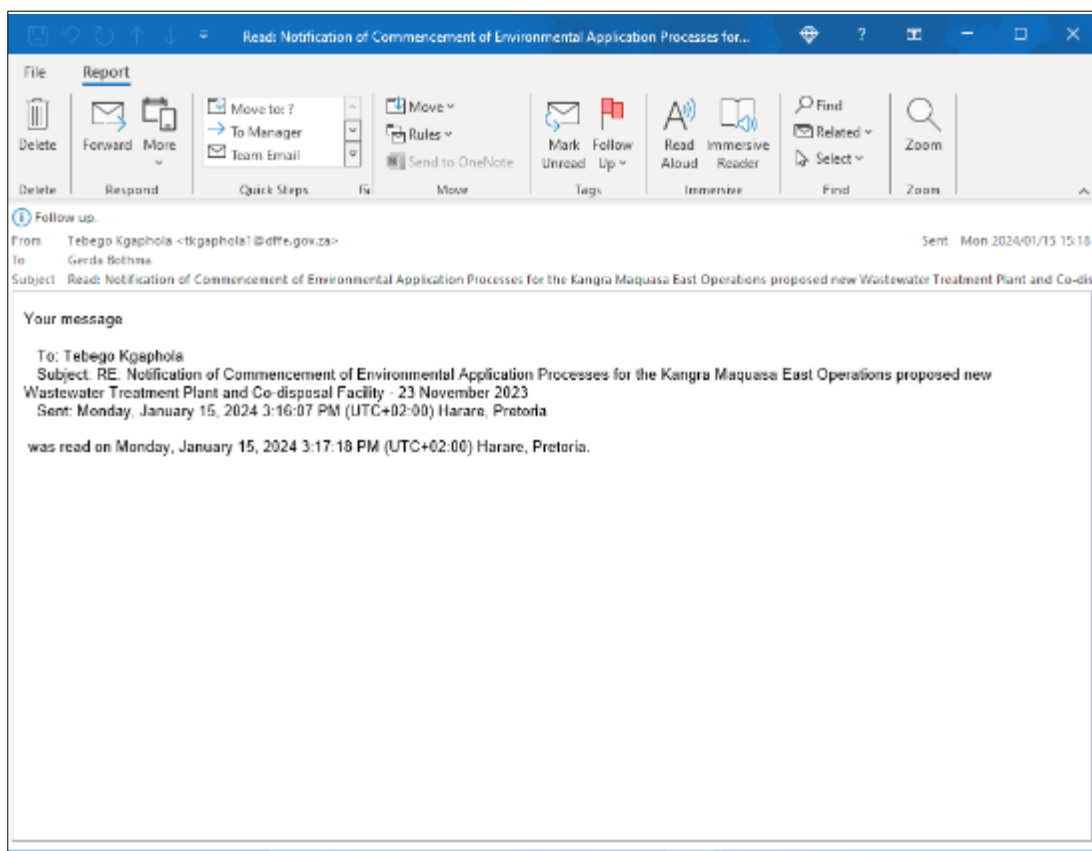 Read: Notification of Commencement of Environmental Application Processes for...
?
File Report
Delete
Forward
More
Move to: ?
To Manager
Team Email
Move
Rules
Send to OneNote
Mark Unread
Follow Up
Read Aloud
Immersive Reader
Find
Related
Select
Zoom
Delete Respond Quick Steps Move Tags Immersive Find Zoom
Follow up.
From Tebego Kgaphola <tkgaphola1@dffe.gov.za> Sent Mon 2024/01/15 15:18
To Gerda Bothma
Subject Read: Notification of Commencement of Environmental Application Processes for the Kangra Maquasa East Operations proposed new Wastewater Treatment Plant and Co-dis
Your message
To: Tebego Kgaphola
Subject: RE: Notification of Commencement of Environmental Application Processes for the Kangra Maquasa East Operations proposed new
Wastewater Treatment Plant and Co-disposal Facility - 23 November 2023
Sent: Monday, January 15, 2024 3:16:07 PM (UTC+02:00) Harare, Pretoria
was read on Monday, January 15, 2024 3:17:18 PM (UTC+02:00) Harare, Pretoria.